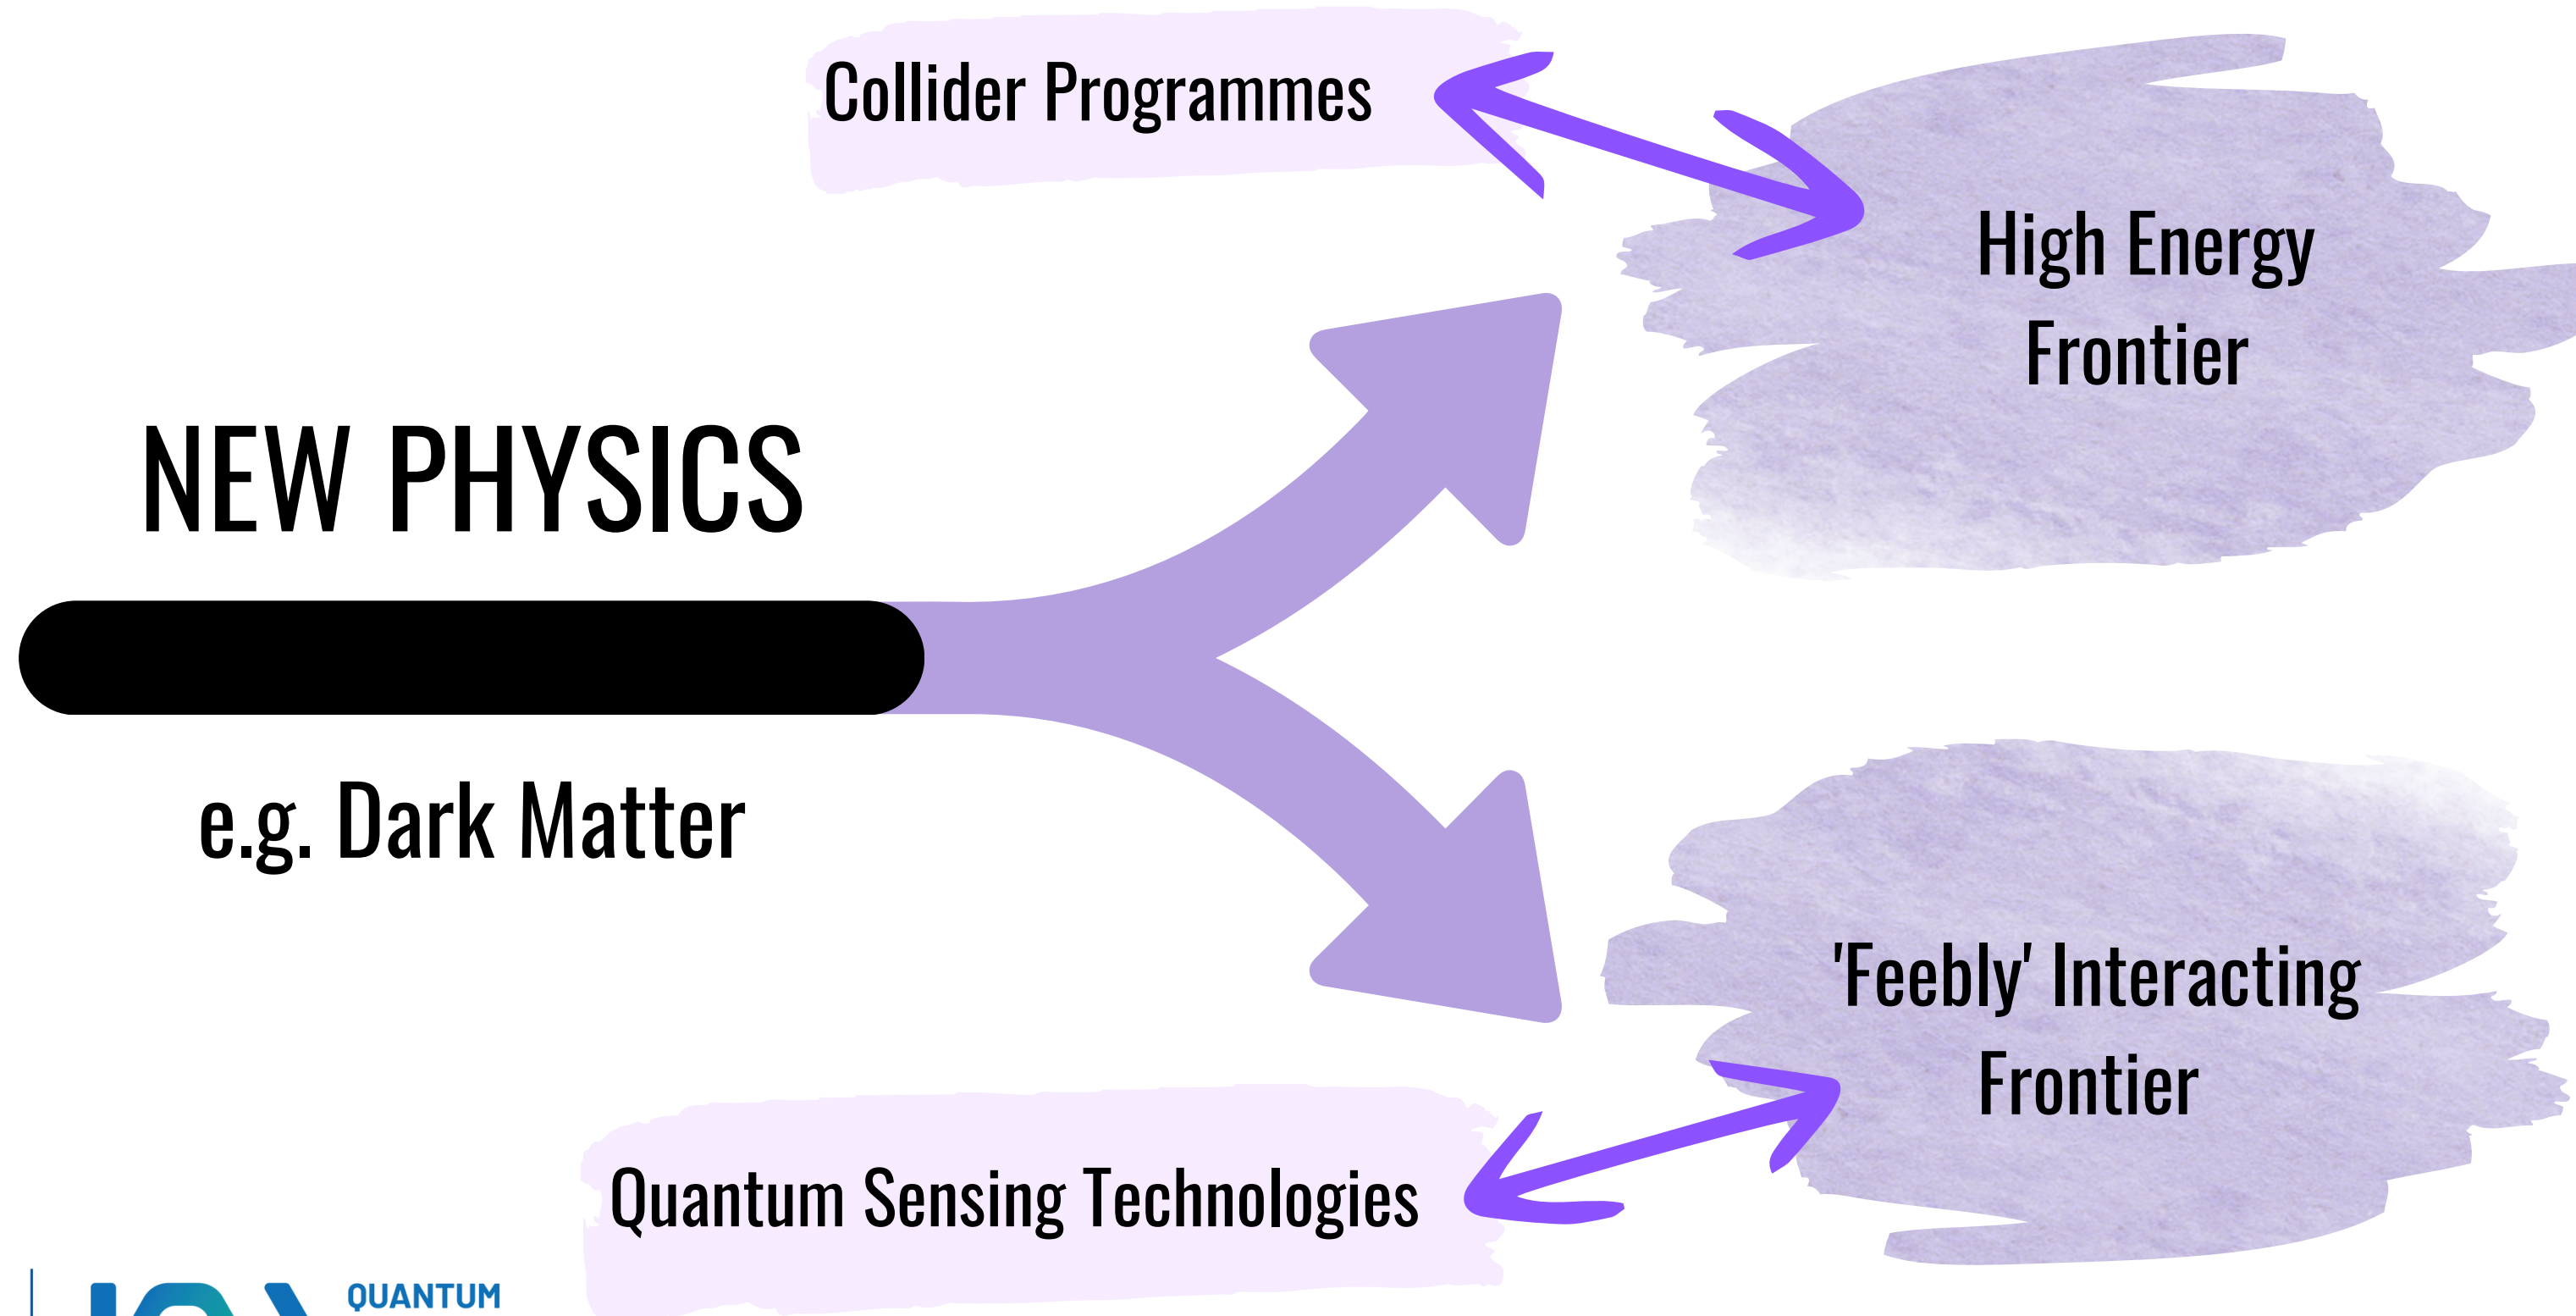 Collider Programmes
High Energy
Frontier
NEW PHYSICS
e.g. Dark Matter
'Feebly' Interacting
Frontier
Quantum Sensing Technologies
QUANTUM